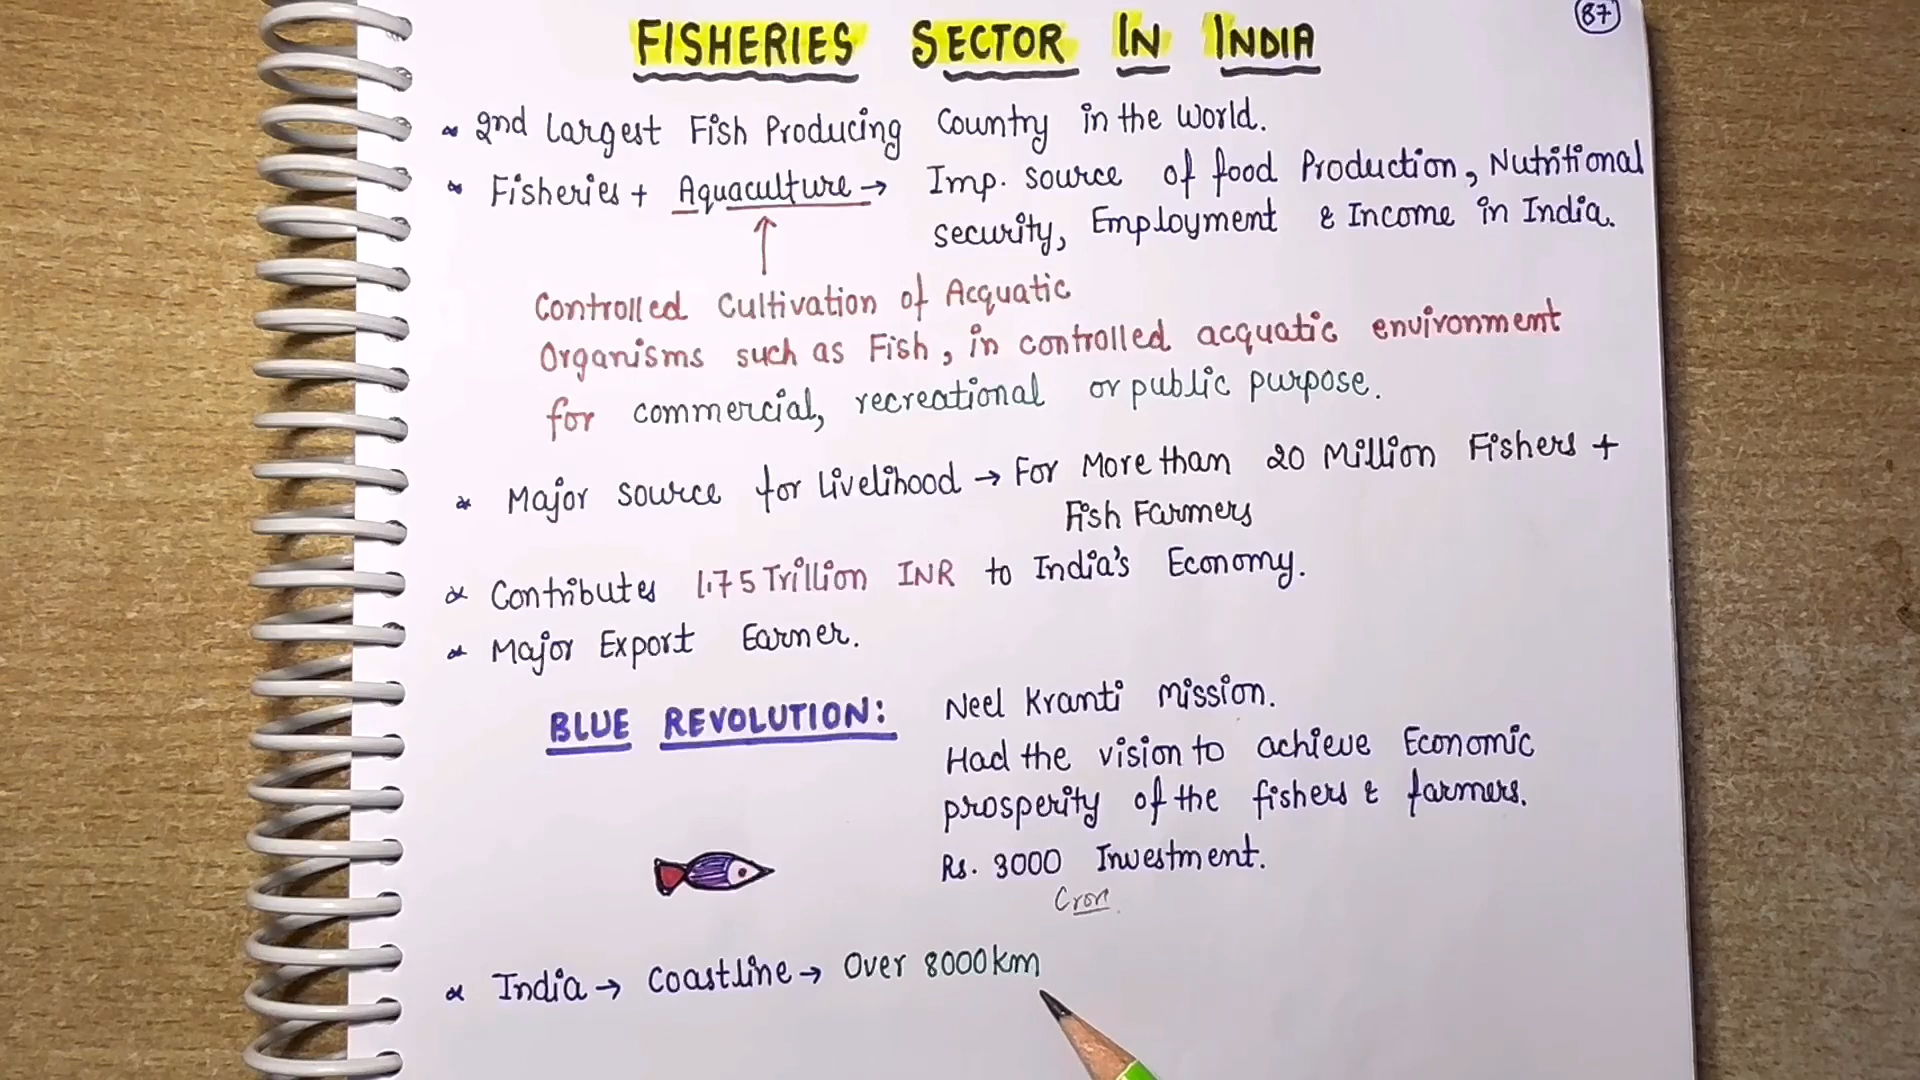 87
FISHERIES SECTOR IN INDIA
2nd largest Fish Producing Country in the World.
Fisheries + Aquaculture → Imp. source of food Production, Nutritional
security, Employment & Income in India.
Controlled Cultivation of Acquatic
Organisms such as Fish, in controlled acquatic environment
for commercial, recreational or public purpose.
Major source for Livelihood → For More than 20 Million Fishers +
Fish Farmers
Contributes 1.75 Trillion INR to India's Economy.
Major Export Earner.
BLUE REVOLUTION: Neel Kranti Mission.
Had the vision to achieve Economic
prosperity of the fishers & farmers.
Rs. 3000 Investment.
Cron
India → Coastline → Over 8000km